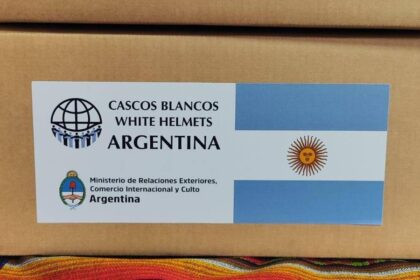 CASCOS BLANCOS
WHITE HELMETS
ARGENTINA
Ministerio de Relaciones Exteriores,
Comercio Internacional y Culto
Argentina